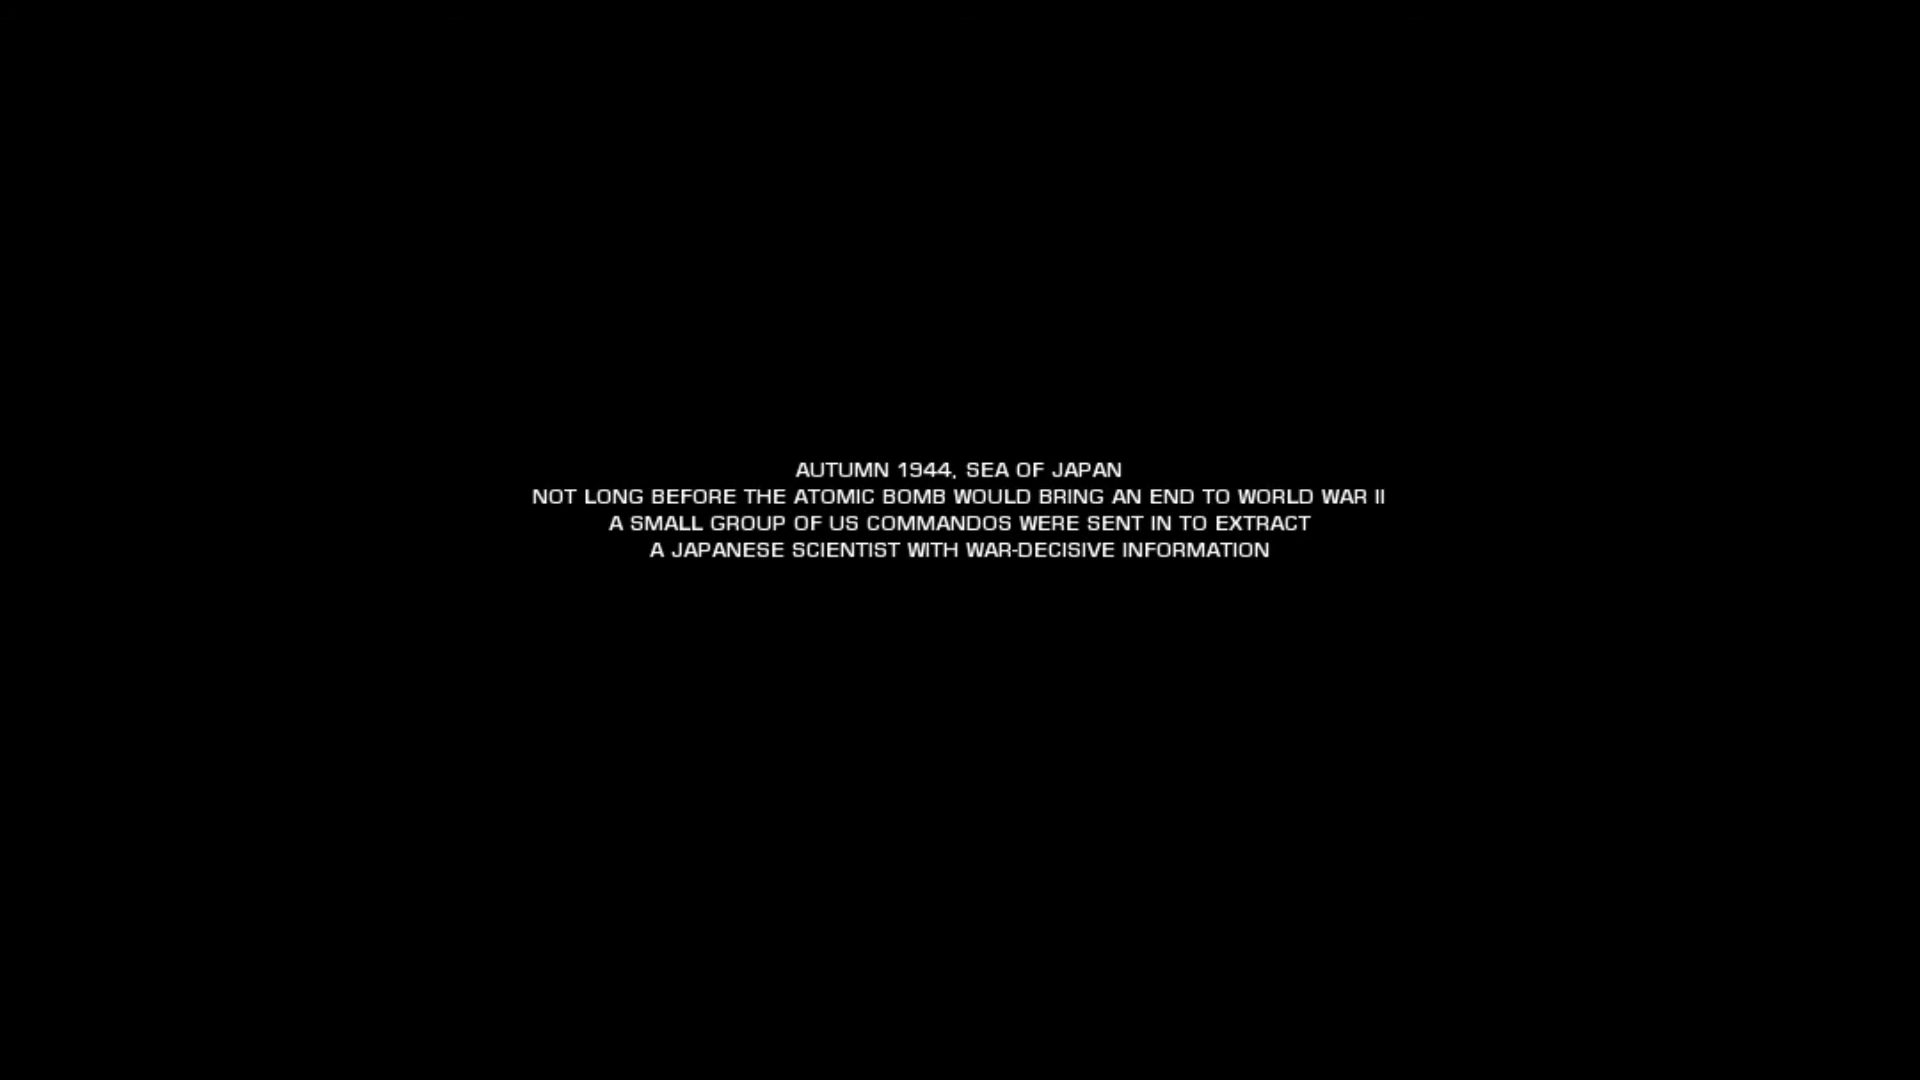 AUTUMN 1944, SEA OF JAPAN
NOT LONG BEFORE THE ATOMIC BOMB WOULD BRING AN END TO WORLD WAR II
A SMALL GROUP OF US COMMANDOS WERE SENT IN TO EXTRACT
A JAPANESE SCIENTIST WITH WAR-DECISIVE INFORMATION